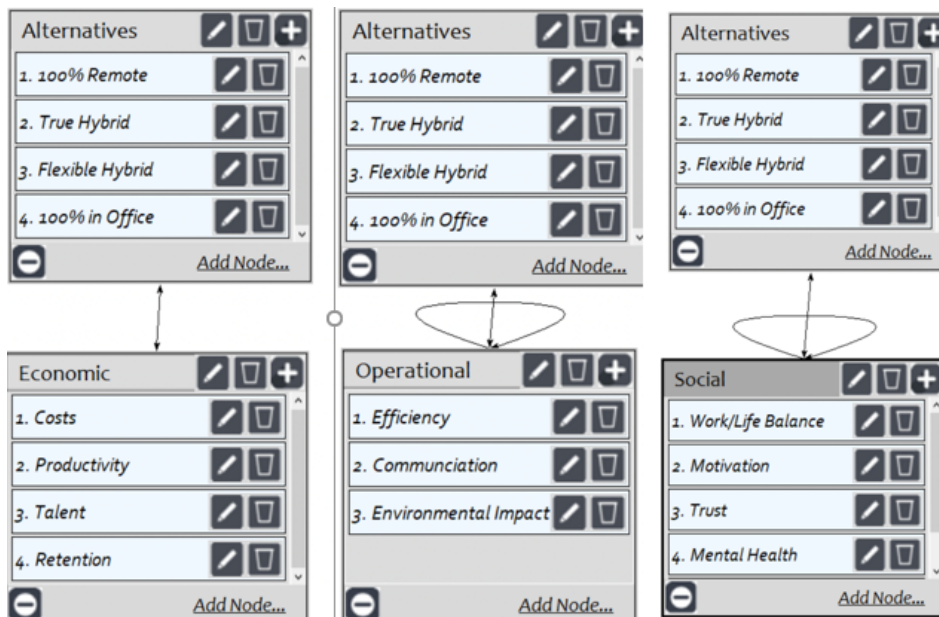 Alternatives
1. 100% Remote
2. True Hybrid
3. Flexible Hybrid
4. 100% in Office
Add Node...
Economic
1. Costs
2. Productivity
3. Talent
4. Retention
Add Node...
Alternatives
1. 100% Remote
2. True Hybrid
3. Flexible Hybrid
4. 100% in Office
Add Node...
Operational
1. Efficiency
2. Communciation
3. Environmental Impact
Add Node...
Alternatives
1. 100% Remote
2. True Hybrid
3. Flexible Hybrid
4. 100% in Office
Add Node...
Social
1. Work/Life Balance
2. Motivation
3. Trust
4. Mental Health
Add Node...